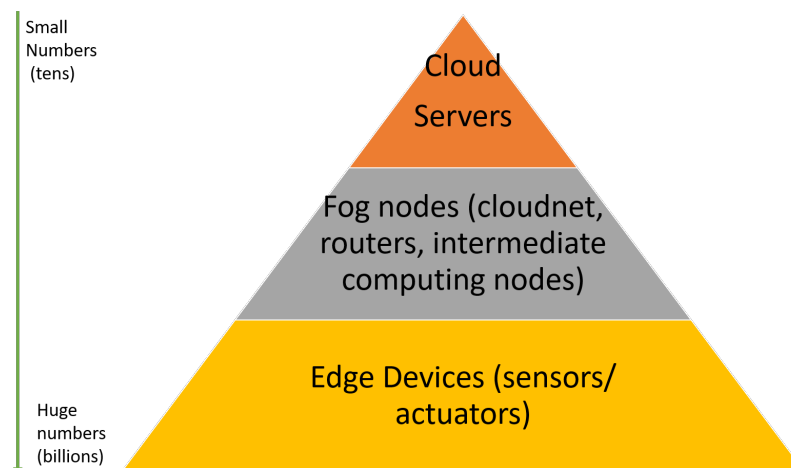 Small
Numbers
(tens)
Cloud
Servers
Fog nodes (cloudnet,
routers, intermediate
computing nodes)
Edge Devices (sensors/
actuators)
Huge
numbers
(billions)